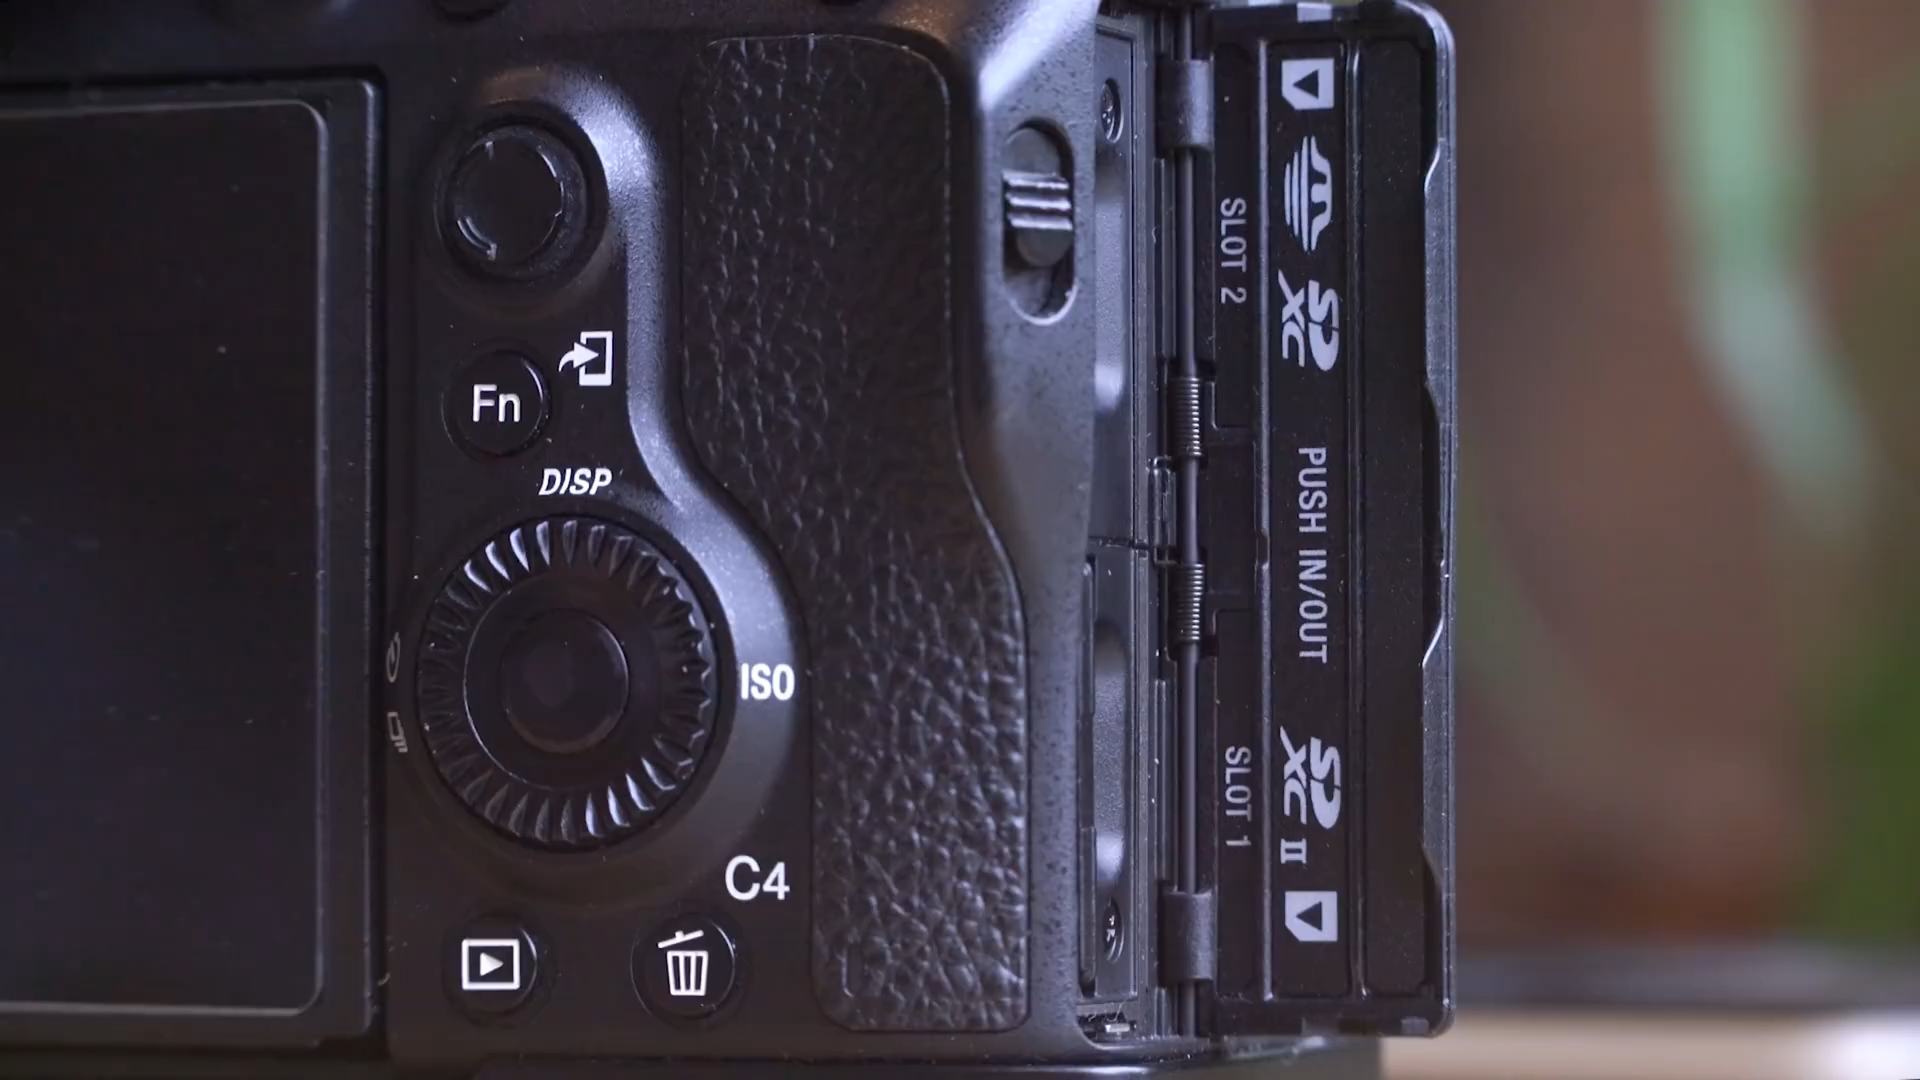 Fn
DISP
ISO
C4
SLOT 2
SD XC
PUSH IN/OUT
SLOT 1
SD XC II